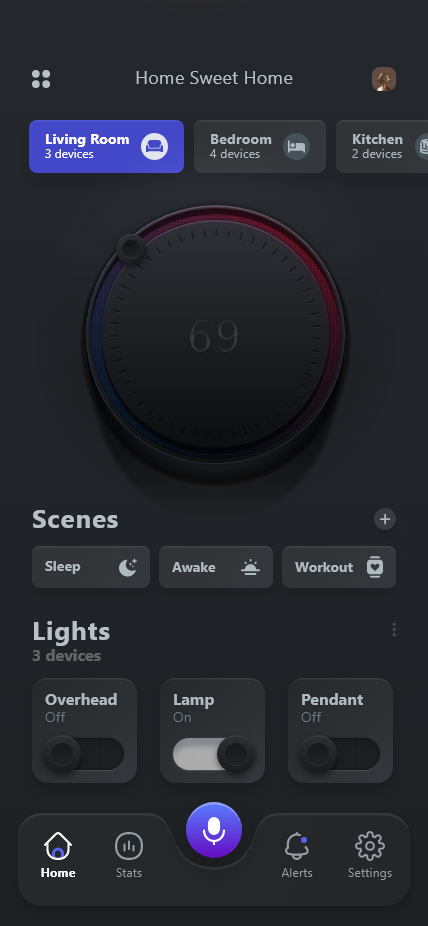 Home Sweet Home
Living Room
3 devices
Bedroom
4 devices
Kitchen
2 devices
69
Scenes
Sleep
Awake
Workout
Lights
3 devices
Overhead
Off
Lamp
On
Pendant
Off
Home
Stats
Alerts
Settings